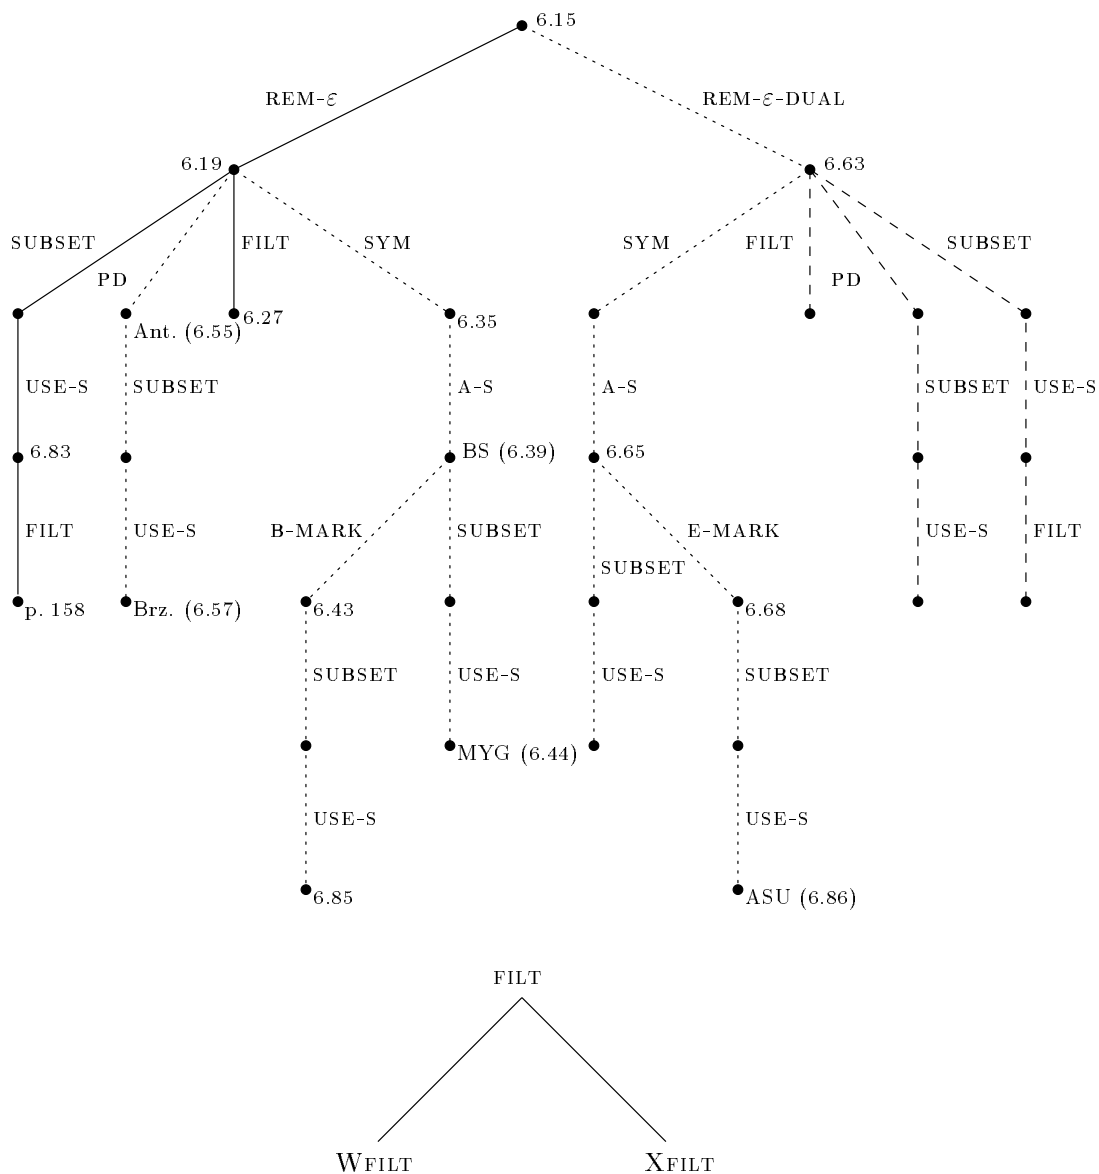 6.15
REM-ε
REM-ε-DUAL
6.19
6.63
SUBSET
FILT
SYM
SYM
FILT
SUBSET
PD
PD
Ant. (6.55)
6.27
6.35
USE-S
SUBSET
A-S
A-S
SUBSET
USE-S
6.83
BS (6.39)
6.65
FILT
USE-S
B-MARK
SUBSET
E-MARK
USE-S
FILT
SUBSET
p. 158
Brz. (6.57)
6.43
6.68
SUBSET
USE-S
USE-S
SUBSET
MYG (6.44)
USE-S
USE-S
6.85
ASU (6.86)
FILT
WFILT
XFILT